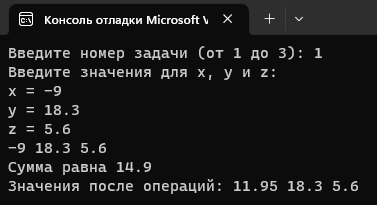 Консоль отладки Microsoft V
Введите номер задачи (от 1 до 3): 1
Введите значения для x, y и z:
x = -9
y = 18.3
z = 5.6
-9 18.3 5.6
Сумма равна 14.9
Значения после операций: 11.95 18.3 5.6